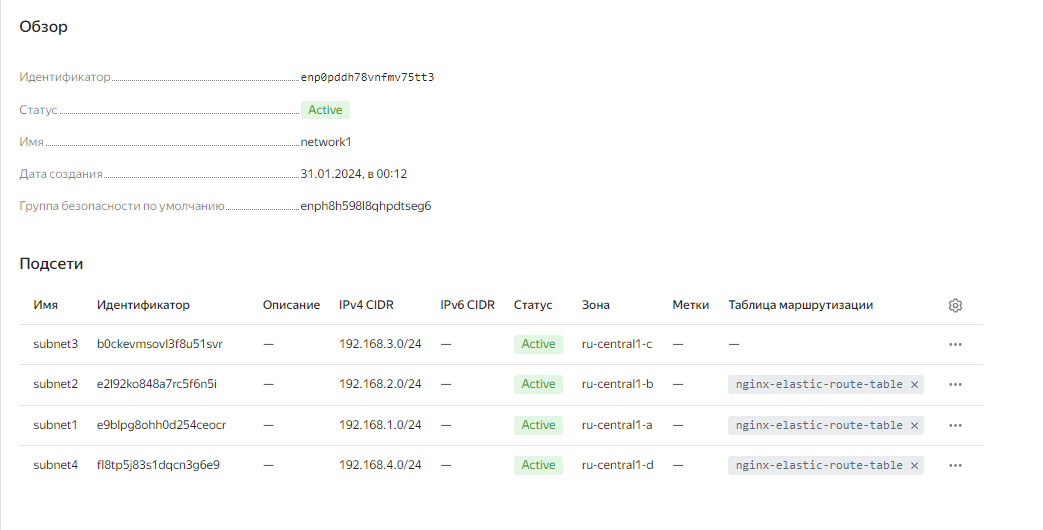 Обзор
Идентификатор enp0pddh78vnfmv75tt3
Статус Active
Имя network1
Дата создания 31.01.2024, в 00:12
Группа безопасности по умолчанию enph8h598l8qhpdtseg6
Подсети
Имя Идентификатор Описание IPv4 CIDR IPv6 CIDR Статус Зона Метки Таблица маршрутизации
subnet3 b0ckevmsovl3f8u51svr — 192.168.3.0/24 — Active ru-central1-c — —
subnet2 e2l92ko848a7rc5f6n5i — 192.168.2.0/24 — Active ru-central1-b — nginx-elastic-route-table ×
subnet1 e9blpg8ohh0d254ceocr — 192.168.1.0/24 — Active ru-central1-a — nginx-elastic-route-table ×
subnet4 fl8tp5j83s1dqcn3g6e9 — 192.168.4.0/24 — Active ru-central1-d — nginx-elastic-route-table ×